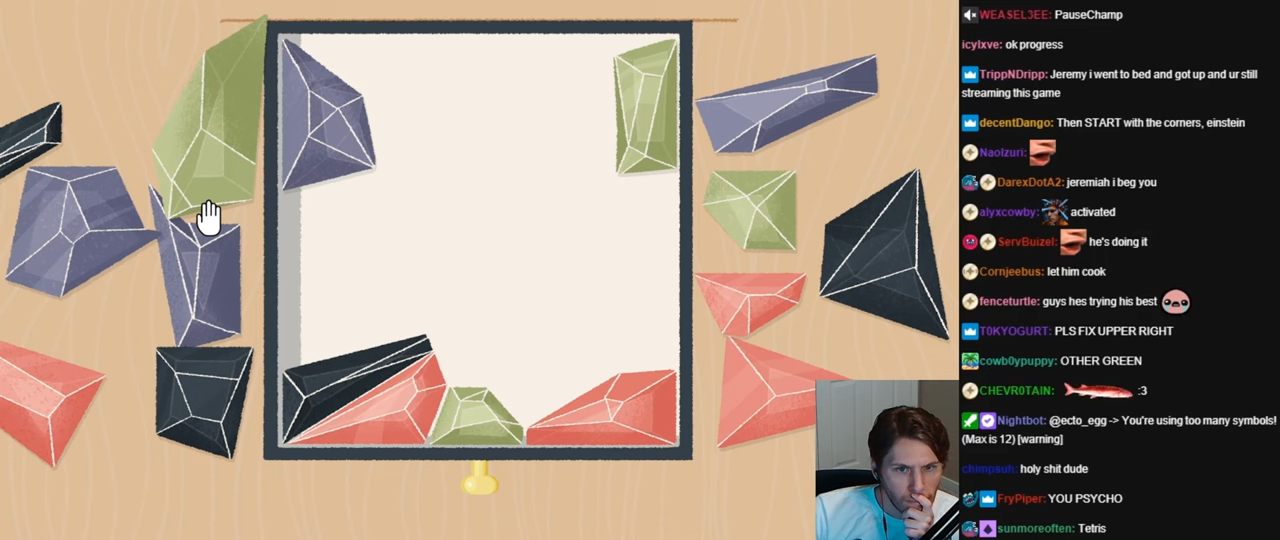 WEASEL3EE: PauseChamp
icylxve: ok progress
TrippNDripp: Jeremy i went to bed and got up and ur still
streaming this game
decentDango: Then START with the corners, einstein
Naolzuri:
DarexDotA2: jeremiah i beg you
alyxcowby: activated
ServBuizel: he's doing it
Cornjeebus: let him cook
fenceturtle: guys hes trying his best
T0KYOGURT: PLS FIX UPPER RIGHT
cowb0ypuppy: OTHER GREEN
CHEVR0TAIN: :3
Nightbot: @ecto_egg -> You're using too many symbols!
(Max is 12) [warning]
chimpsuh: holy shit dude
FryPiper: YOU PSYCHO
sunmoreoften: Tetris